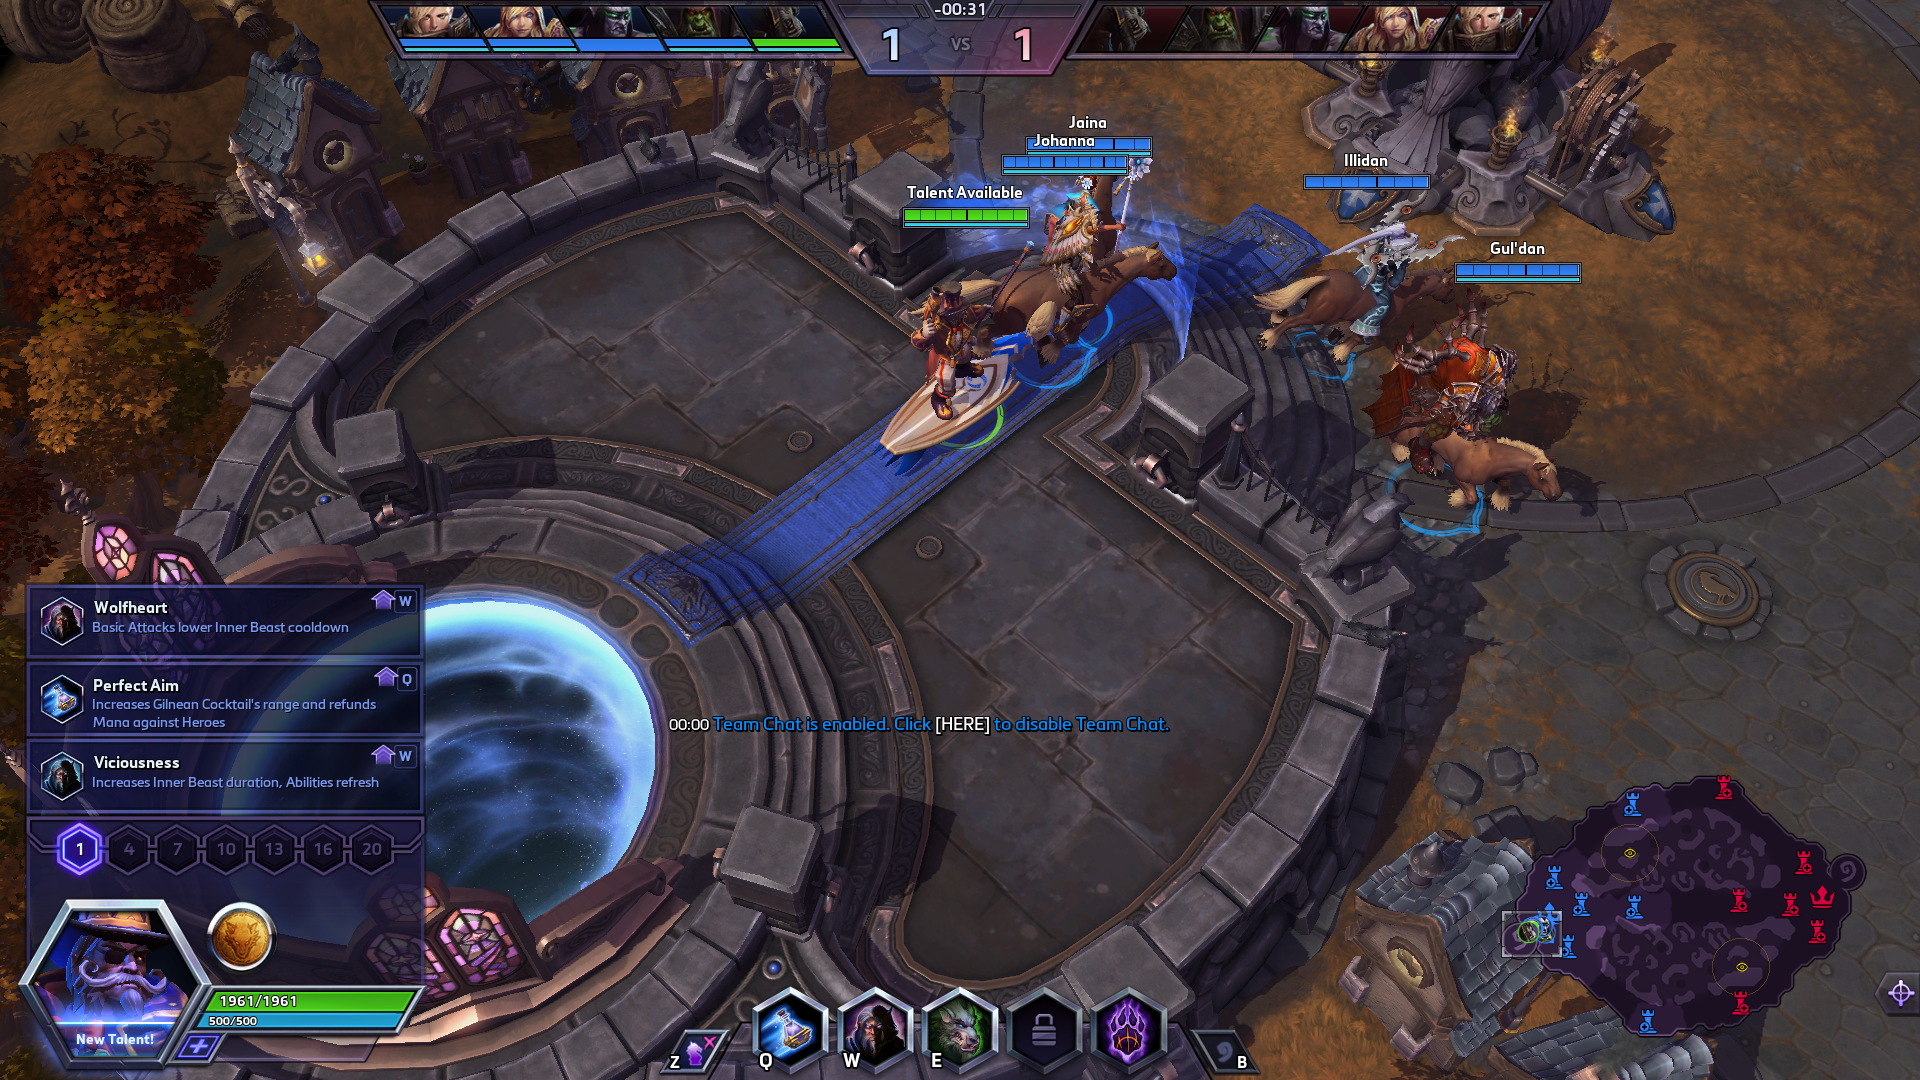 -00:31
1 VS 1
Jaina
Johanna
Illidan
Talent Available
Gul'dan
Wolfheart
W
Basic Attacks lower Inner Beast cooldown
Perfect Aim
Q
Increases Gilnean Cocktail's range and refunds
Mana against Heroes
00:00 Team Chat is enabled. Click [HERE] to disable Team Chat.
Viciousness
W
Increases Inner Beast duration, Abilities refresh
1 4 7 10 13 16 20
1961/1961
500/500
New Talent!
Z Q W E B